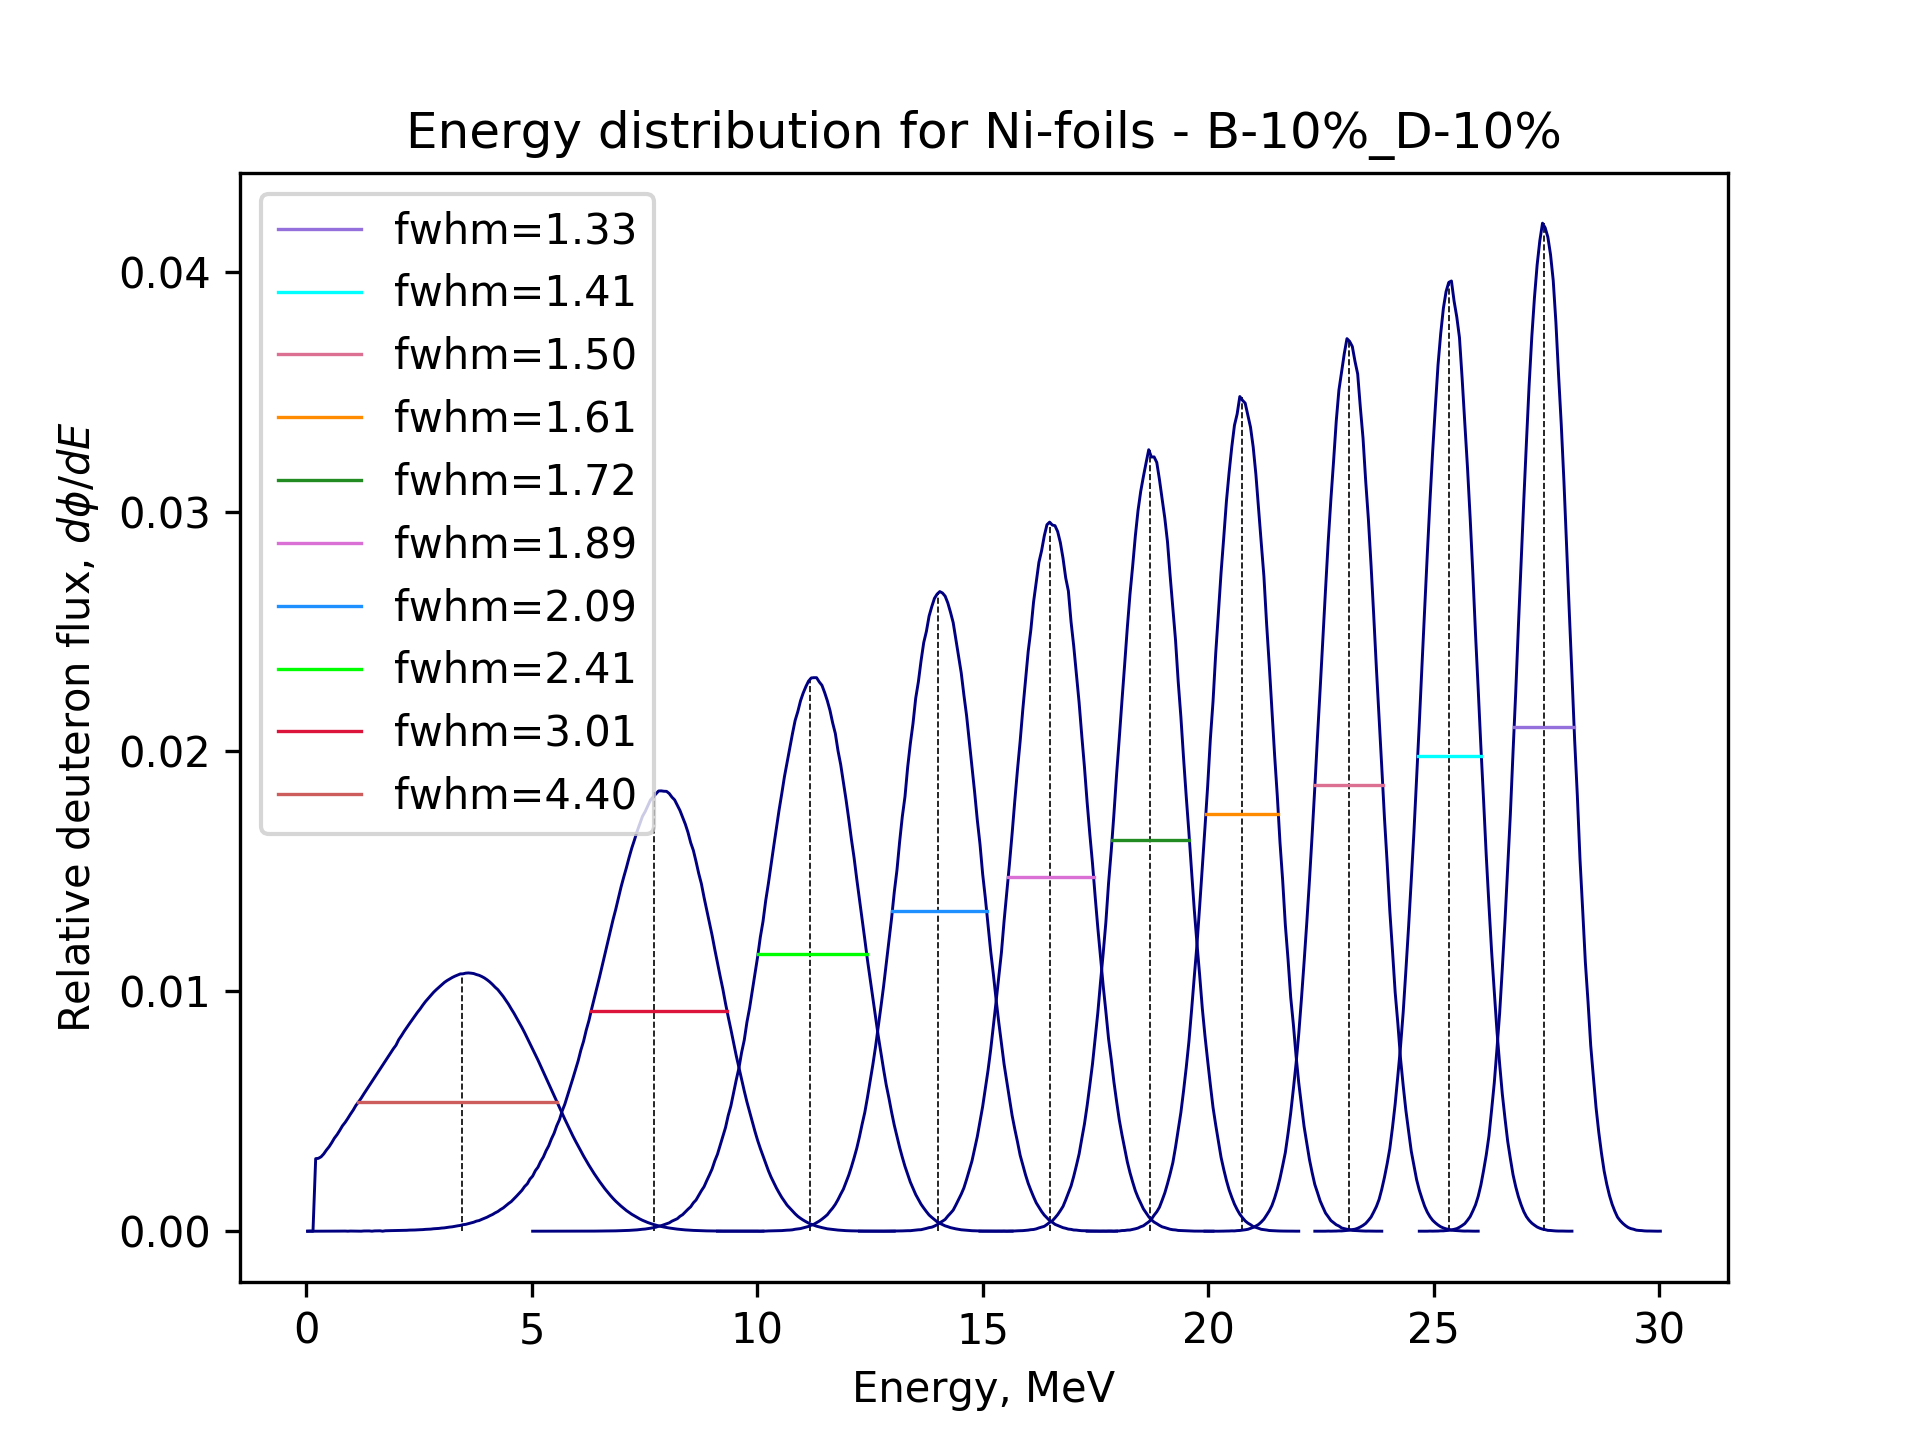 Energy distribution for Ni-foils - B-10%_D-10%
fwhm=1.33
fwhm=1.41
fwhm=1.50
fwhm=1.61
fwhm=1.72
fwhm=1.89
fwhm=2.09
fwhm=2.41
fwhm=3.01
fwhm=4.40
Relative deuteron flux, dϕ/dE
0.04
0.03
0.02
0.01
0.00
0 5 10 15 20 25 30
Energy, MeV